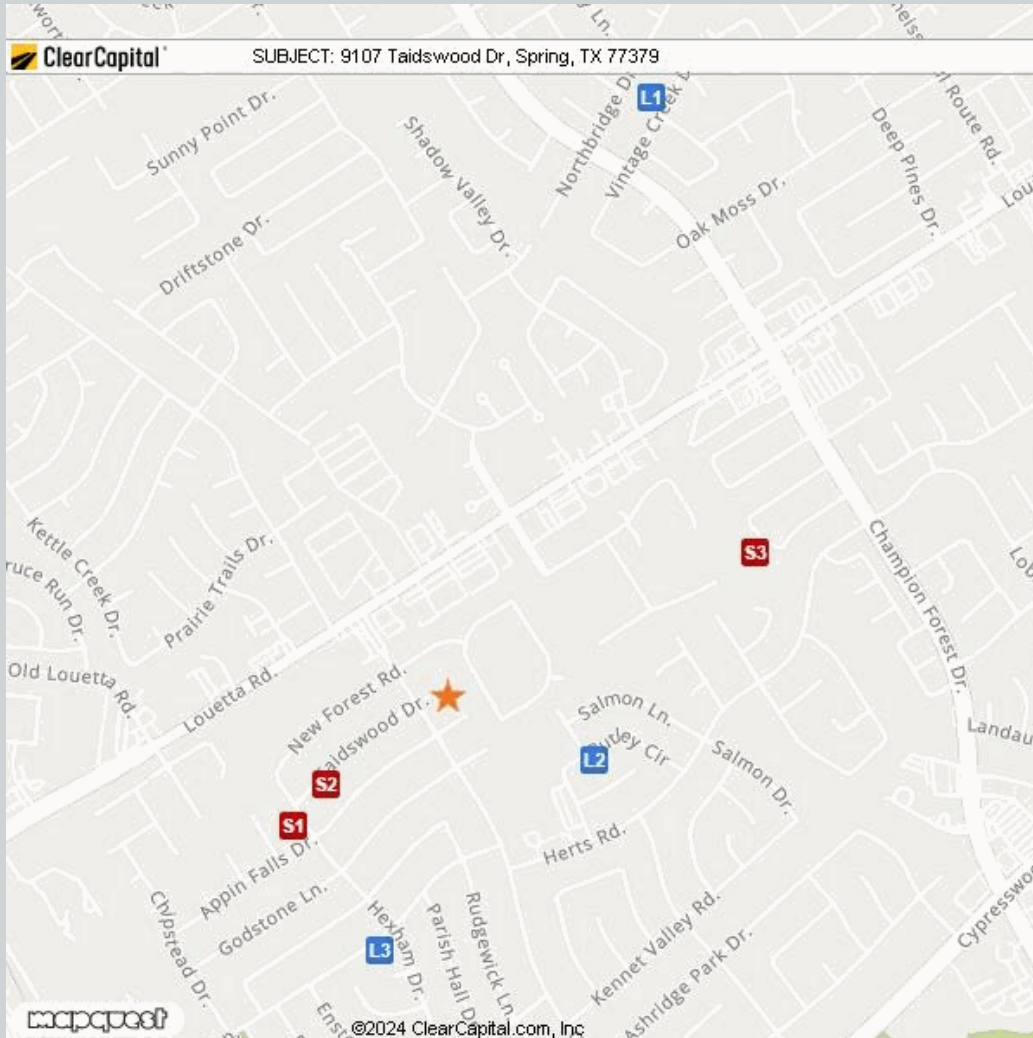 ClearCapital
SUBJECT: 9107 Taidswood Dr, Spring, TX 77379
Northbridge Dr.
L1
Vintage Creek
Sunny Point Dr.
Shadow Valley Dr.
Deep Pines Dr.
Route Rd.
Oak Moss Dr.
Driftstone Dr.
Kettle Creek Dr.
Prairie Trails Dr.
Champion Forest Dr.
S3
Old Louetta Rd.
Louetta Rd.
New Forest Rd.
Taidswood Dr.
Salmon Ln.
L2
Cir
Salmon Dr.
Landau
S2
S1
Appin Falls Dr.
Herts Rd.
Godstone Ln.
Chipstead Dr.
Hexham Dr.
L3
Parish Hall D
Rudgewick Ln.
Kennet Valley Rd.
Ashridge Park Dr.
Cypresswo
mapquest
©2024 ClearCapital.com, Inc